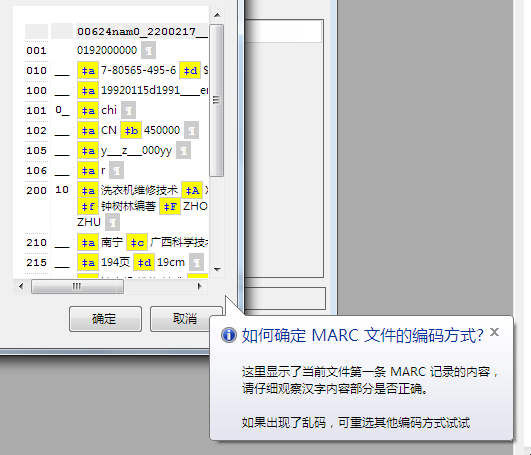 00624nam0_2200217__
001 0192000000 ¶
010 __ ‡a 7-80565-495-6 ‡d
100 __ ‡a 19920115d1991___e
101 0_ ‡a chi ¶
102 __ ‡a CN ‡b 450000 ¶
105 __ ‡a y__z__000yy ¶
106 __ ‡a r ¶
200 10 ‡a 洗衣机维修技术 ‡A
‡f 钟树林编著 ‡F ZHO
ZHU ¶
210 __ ‡a 南宁 ‡c 广西科学技
215 __ ‡a 194页 ‡d 19cm ¶
确定 取消
如何确定 MARC 文件的编码方式?
这里显示了当前文件第一条 MARC 记录的内容，
请仔细观察汉字内容部分是否正确。
如果出现了乱码，可重选其他编码方式试试